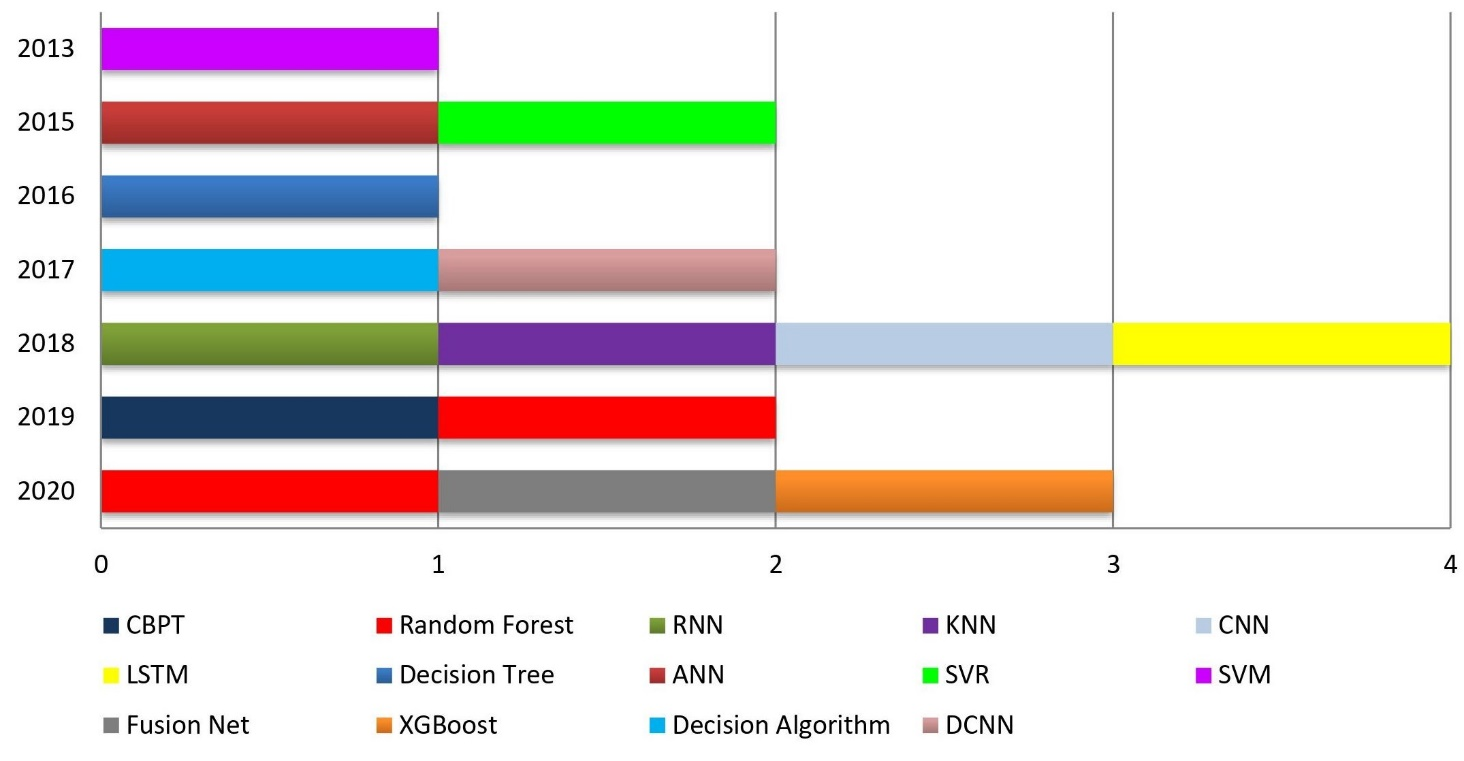 2013
2015
2016
2017
2018
2019
2020
0 1 2 3 4
CBPT Random Forest RNN KNN CNN
LSTM Decision Tree ANN SVR SVM
Fusion Net XGBoost Decision Algorithm DCNN